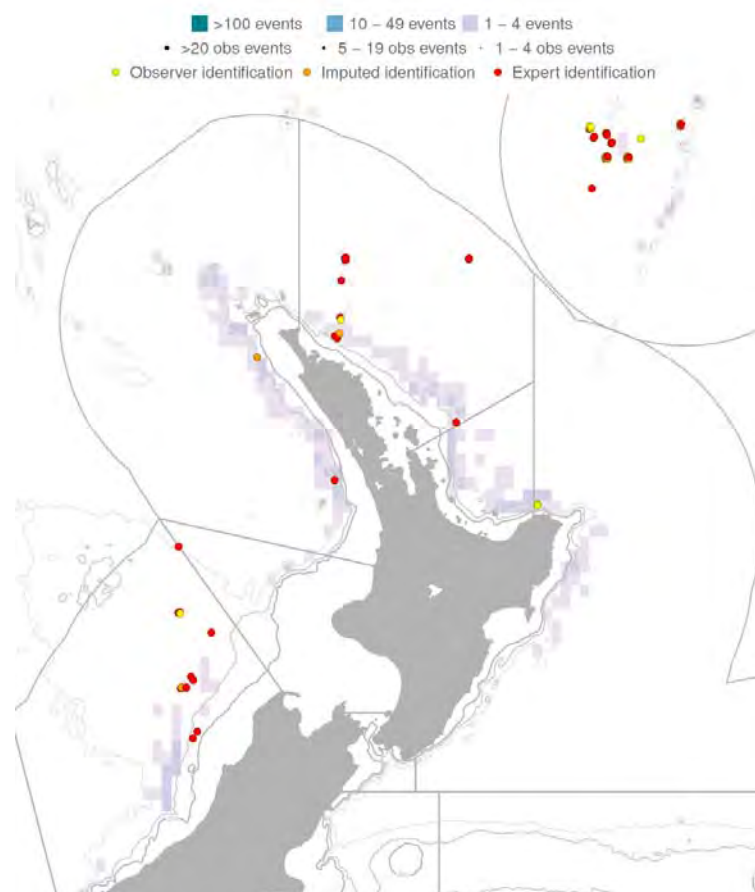 >100 events 10 – 49 events 1 – 4 events
>20 obs events 5 – 19 obs events 1 – 4 obs events
Observer identification Imputed identification Expert identification